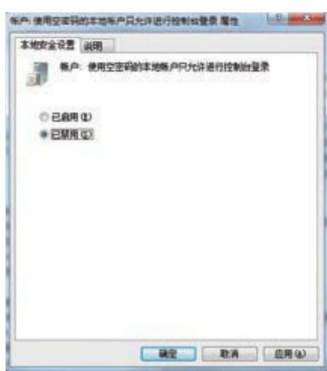 帐户: 使用空密码的本地帐户只允许进行控制台登录 属性
本地安全设置 说明
帐户: 使用空密码的本地帐户只允许进行控制台登录
已启用(E)
已禁用(S)
确定 取消 应用(A)